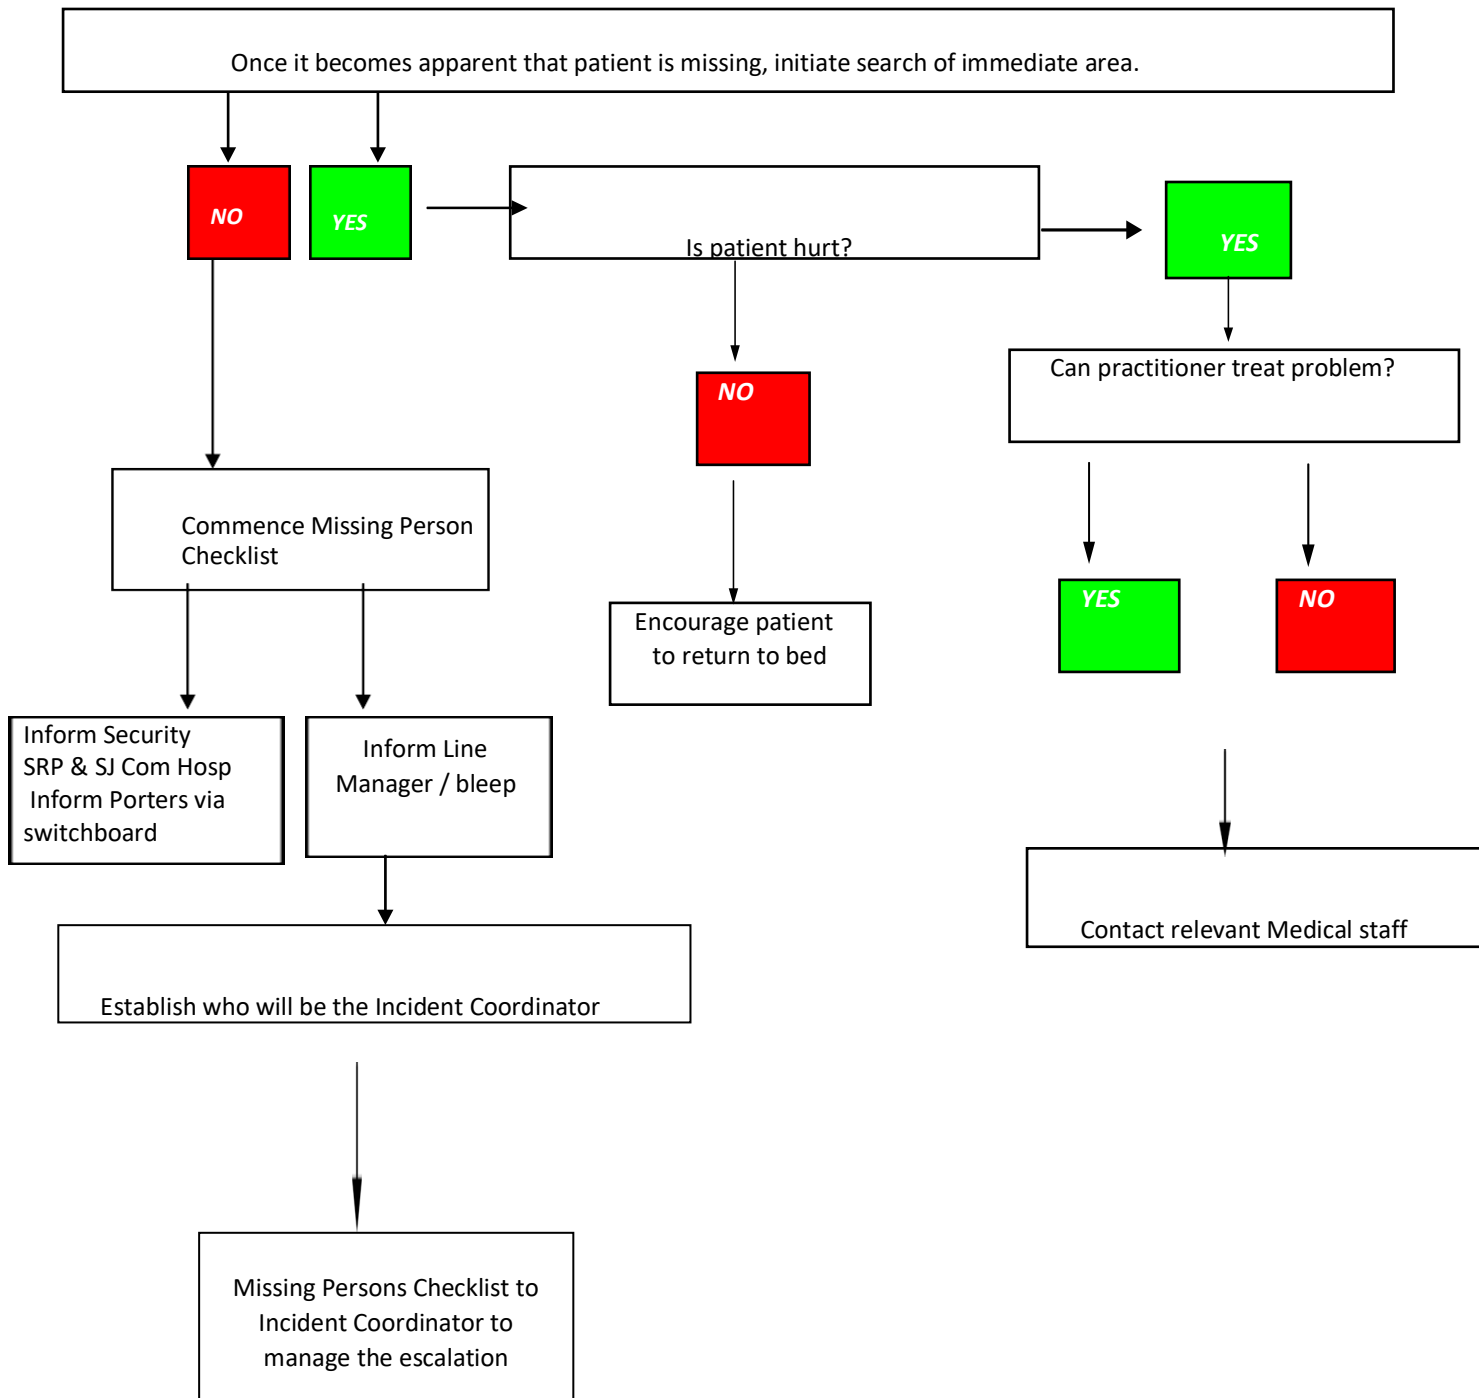 Once it becomes apparent that patient is missing, initiate search of immediate area.
NO
YES
Is patient hurt?
YES
Can practitioner treat problem?
NO
Commence Missing Person
Checklist
YES
NO
Encourage patient
to return to bed
Inform Security
SRP & SJ Com Hosp
Inform Porters via
switchboard
Inform Line
Manager / bleep
Contact relevant Medical staff
Establish who will be the Incident Coordinator
Missing Persons Checklist to
Incident Coordinator to
manage the escalation